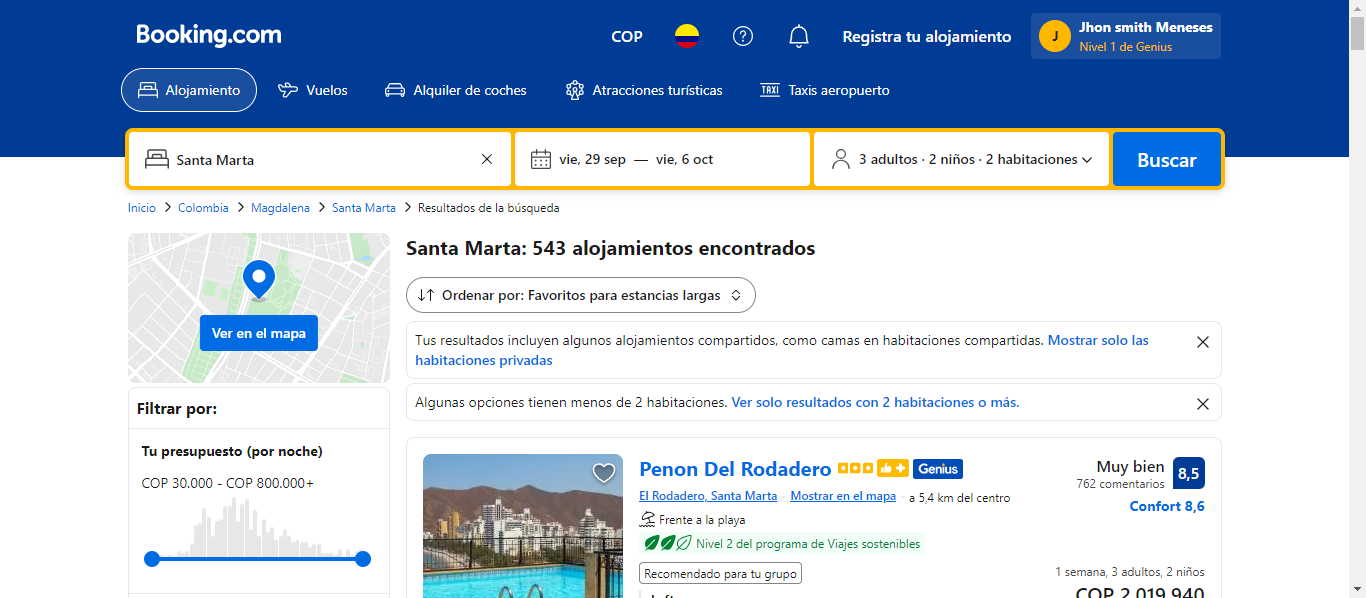 Booking.com
COP
Registra tu alojamiento
J
Jhon smith Meneses
Nivel 1 de Genius
Alojamiento
Vuelos
Alquiler de coches
Atracciones turísticas
TAXI
Taxis aeropuerto
Santa Marta
vie, 29 sep — vie, 6 oct
3 adultos · 2 niños · 2 habitaciones
Buscar
Inicio > Colombia > Magdalena > Santa Marta > Resultados de la búsqueda
Ver en el mapa
Filtrar por:
Tu presupuesto (por noche)
COP 30.000 - COP 800.000+
Santa Marta: 543 alojamientos encontrados
Ordenar por: Favoritos para estancias largas
Tus resultados incluyen algunos alojamientos compartidos, como camas en habitaciones compartidas. Mostrar solo las
habitaciones privadas
Algunas opciones tienen menos de 2 habitaciones. Ver solo resultados con 2 habitaciones o más.
Penon Del Rodadero
Genius
El Rodadero, Santa Marta · Mostrar en el mapa · a 5,4 km del centro
Frente a la playa
Nivel 2 del programa de Viajes sostenibles
Recomendado para tu grupo
Muy bien
762 comentarios
8,5
Confort 8,6
1 semana, 3 adultos, 2 niños
COP 2.019.940